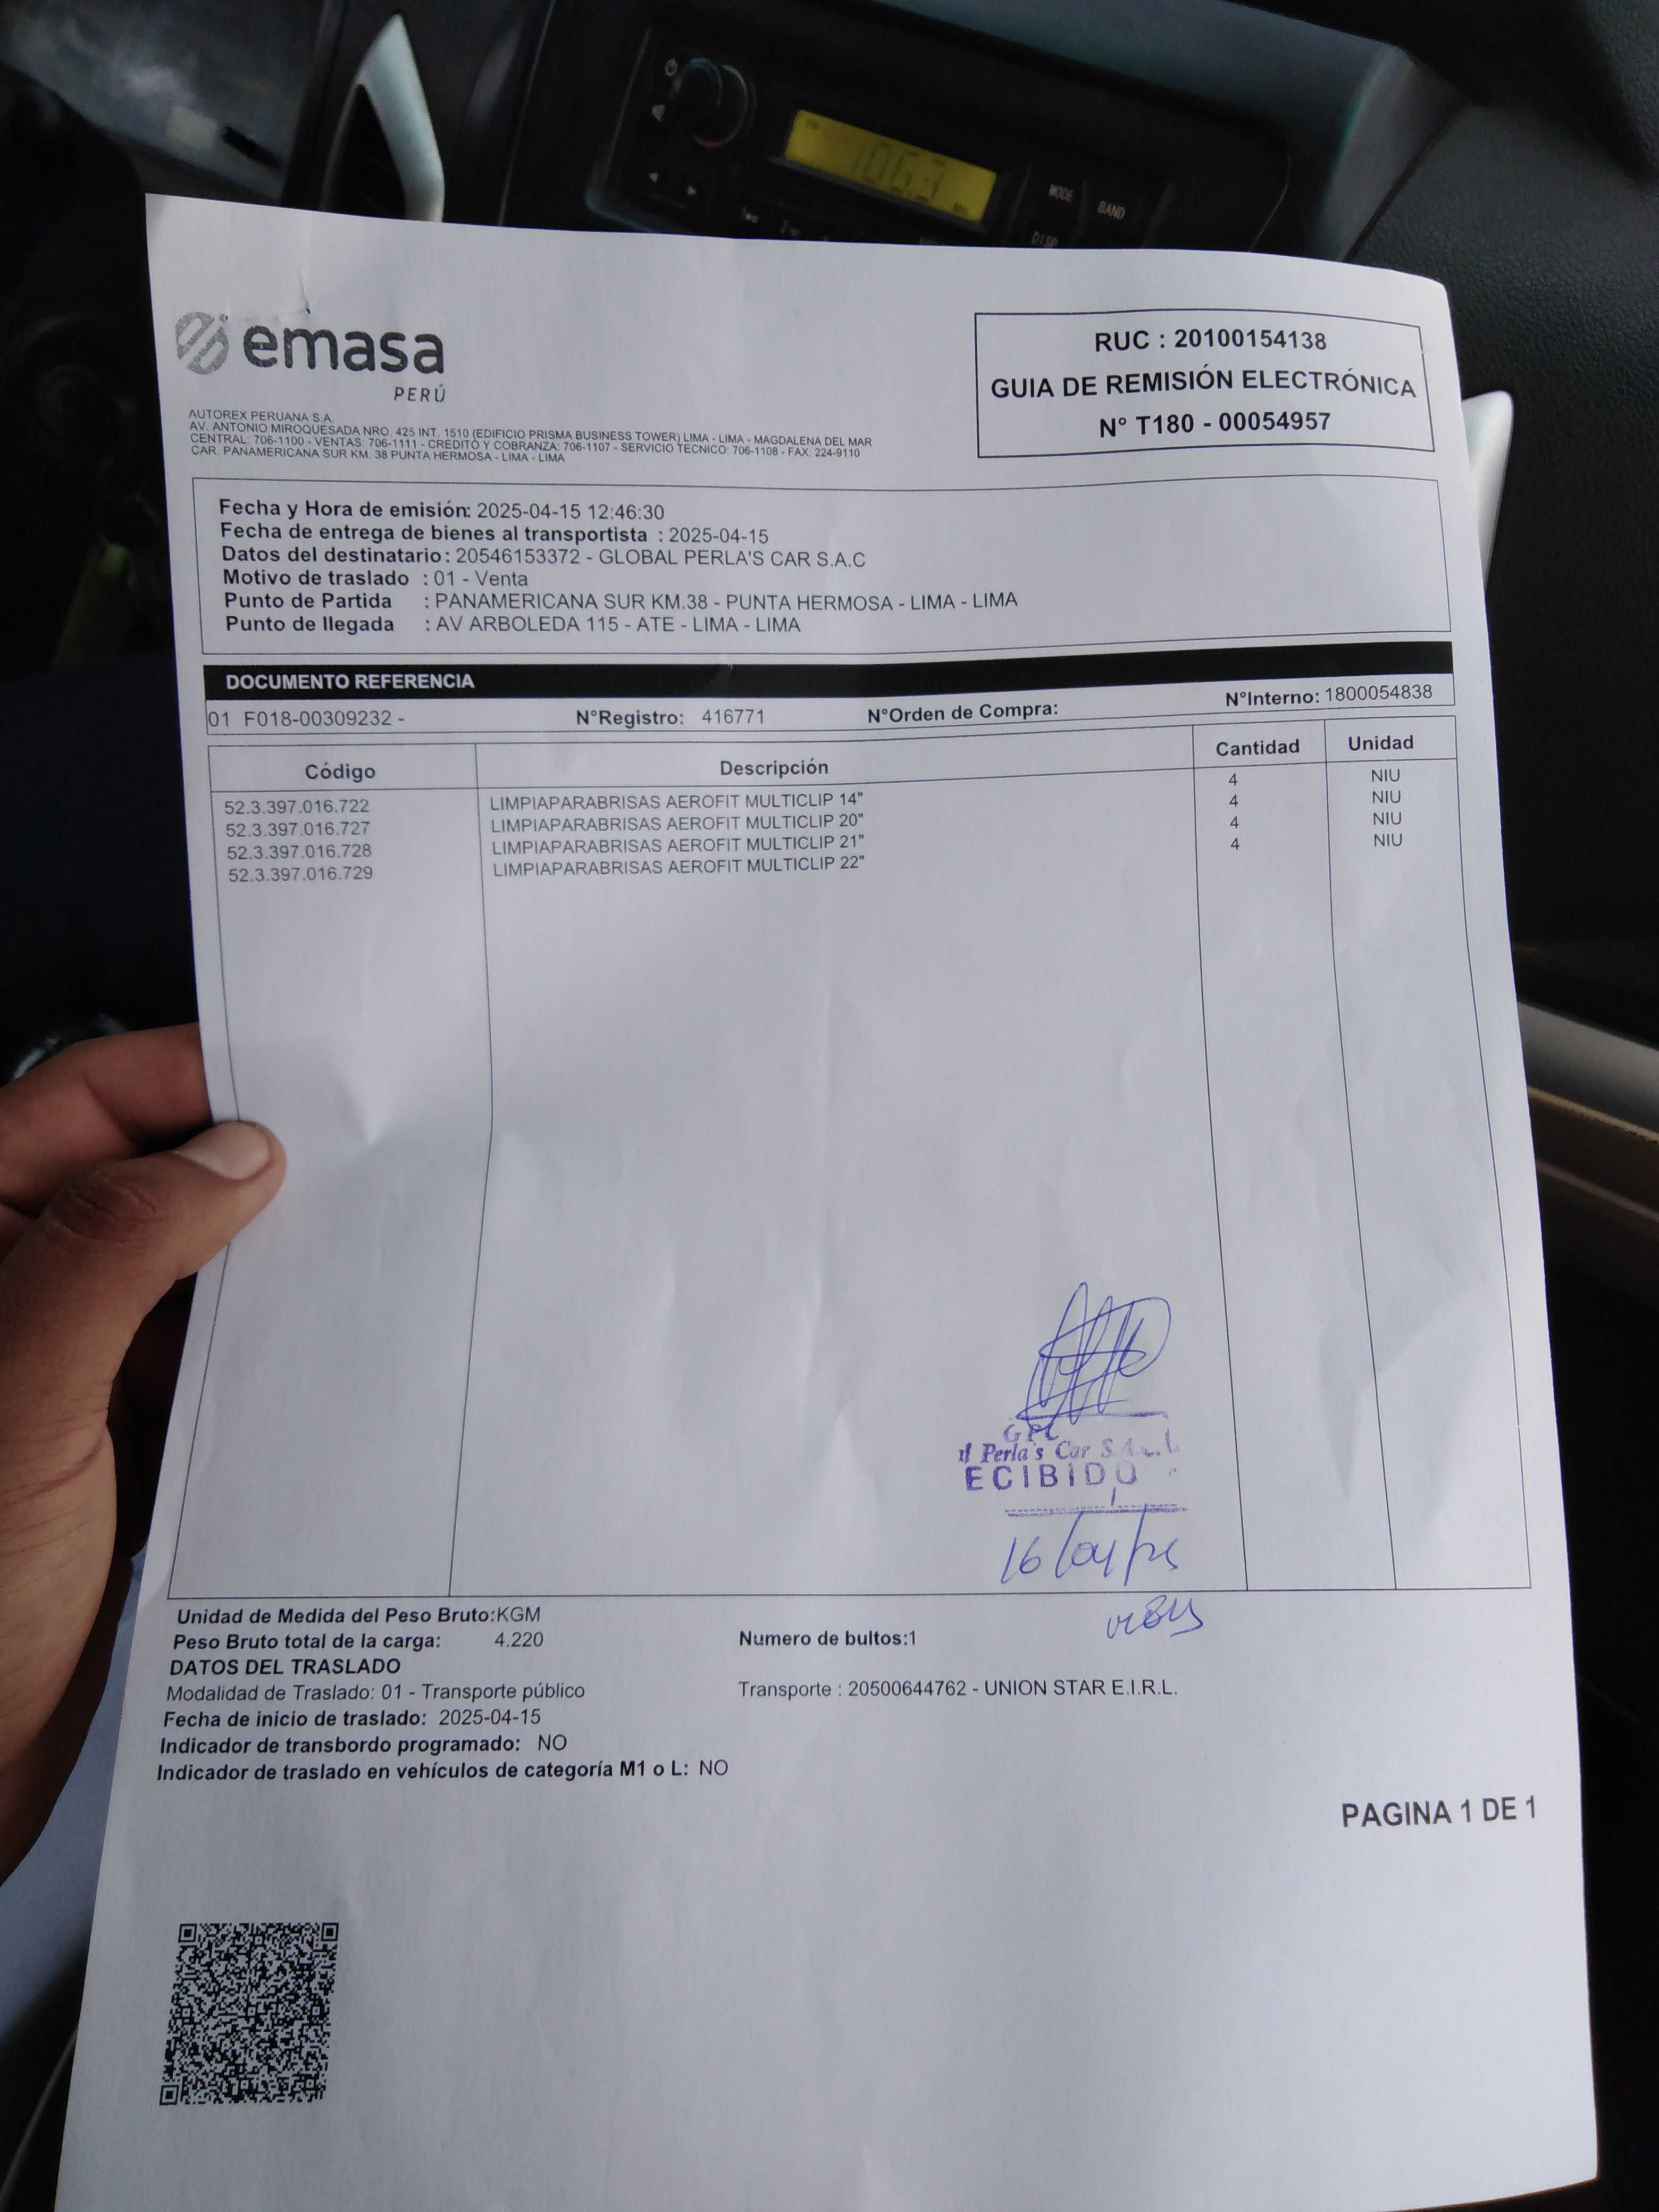 1063
MODE
BAND
DISP
emasa
PERÚ
RUC : 20100154138
GUIA DE REMISIÓN ELECTRÓNICA
N° T180 - 00054957
AUTOREX PERUANA S.A.
AV. ANTONIO MIROQUESADA NRO. 425 INT. 1510 (EDIFICIO PRISMA BUSINESS TOWER) LIMA - LIMA - MAGDALENA DEL MAR
CENTRAL: 706-1100 - VENTAS: 706-1111 - CREDITO Y COBRANZA: 706-1107 - SERVICIO TECNICO: 706-1108 - FAX: 224-9110
CAR. PANAMERICANA SUR KM. 38 PUNTA HERMOSA - LIMA - LIMA
Fecha y Hora de emisión: 2025-04-15 12:46:30
Fecha de entrega de bienes al transportista : 2025-04-15
Datos del destinatario: 20546153372 - GLOBAL PERLA'S CAR S.A.C
Motivo de traslado : 01 - Venta
Punto de Partida : PANAMERICANA SUR KM.38 - PUNTA HERMOSA - LIMA - LIMA
Punto de llegada : AV ARBOLEDA 115 - ATE - LIMA - LIMA
DOCUMENTO REFERENCIA
01 F018-00309232 - N°Registro: 416771 N°Orden de Compra: N°Interno: 1800054838
Código Descripción Cantidad Unidad
52.3.397.016.722 LIMPIAPARABRISAS AEROFIT MULTICLIP 14" 4 NIU
52.3.397.016.727 LIMPIAPARABRISAS AEROFIT MULTICLIP 20" 4 NIU
52.3.397.016.728 LIMPIAPARABRISAS AEROFIT MULTICLIP 21" 4 NIU
52.3.397.016.729 LIMPIAPARABRISAS AEROFIT MULTICLIP 22" 4 NIU
GPC
Perla's Car
ECIBIDO
16/04/25
Unidad de Medida del Peso Bruto:KGM
Peso Bruto total de la carga: 4.220 Numero de bultos:1
DATOS DEL TRASLADO
Modalidad de Traslado: 01 - Transporte público Transporte : 20500644762 - UNION STAR E.I.R.L.
Fecha de inicio de traslado: 2025-04-15
Indicador de transbordo programado: NO
Indicador de traslado en vehículos de categoría M1 o L: NO
PAGINA 1 DE 1